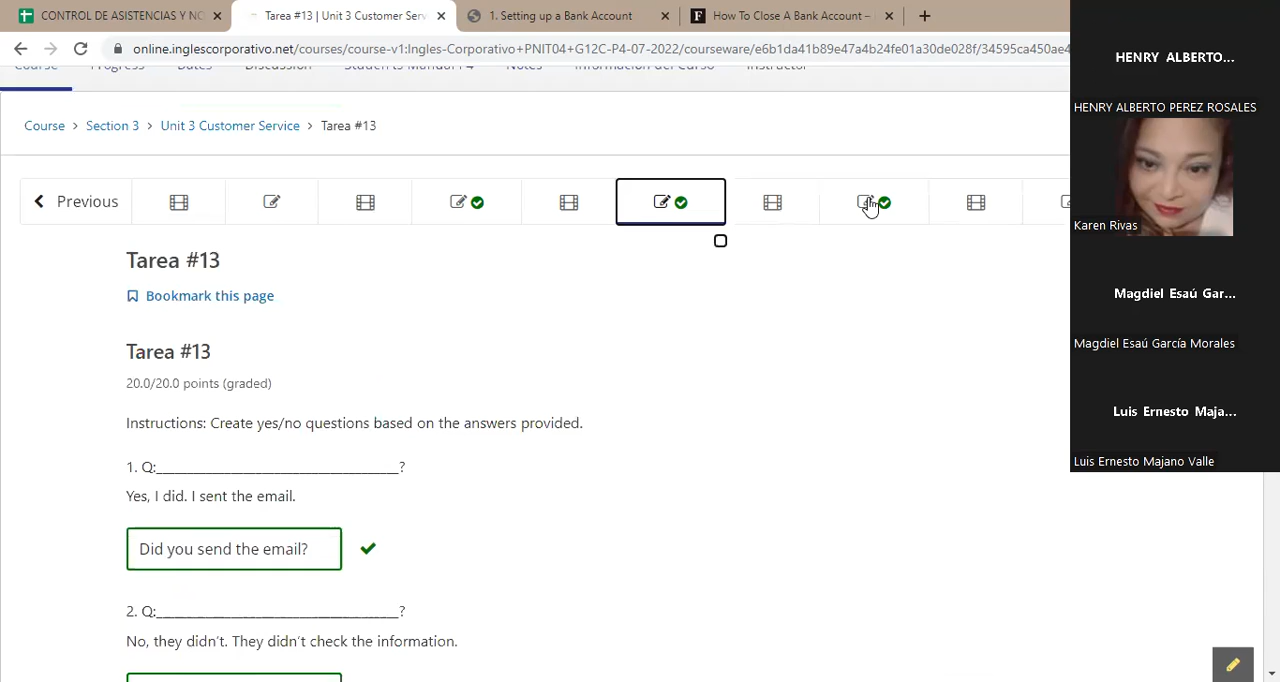 CONTROL DE ASISTENCIAS Y NO
Tarea #13 | Unit 3 Customer Serv
1. Setting up a Bank Account
How To Close A Bank Account –
online.inglescorporativo.net/courses/course-v1:Ingles-Corporativo+PNIT04+G12C-P4-07-2022/courseware/e6b1da41b89e47a4b24fe01a30de028f/34595ca450ae4
Course Progress Dates Discussion Student's Manual P4 Notes Información del Curso Instructor
Course > Section 3 > Unit 3 Customer Service > Tarea #13
Previous
Tarea #13
Bookmark this page
Tarea #13
20.0/20.0 points (graded)
Instructions: Create yes/no questions based on the answers provided.
1. Q:___________________________________?
Yes, I did. I sent the email.
Did you send the email?
2. Q:___________________________________?
No, they didn't. They didn't check the information.
HENRY ALBERTO...
HENRY ALBERTO PEREZ ROSALES
Karen Rivas
Magdiel Esaú Gar...
Magdiel Esaú García Morales
Luis Ernesto Maja...
Luis Ernesto Majano Valle